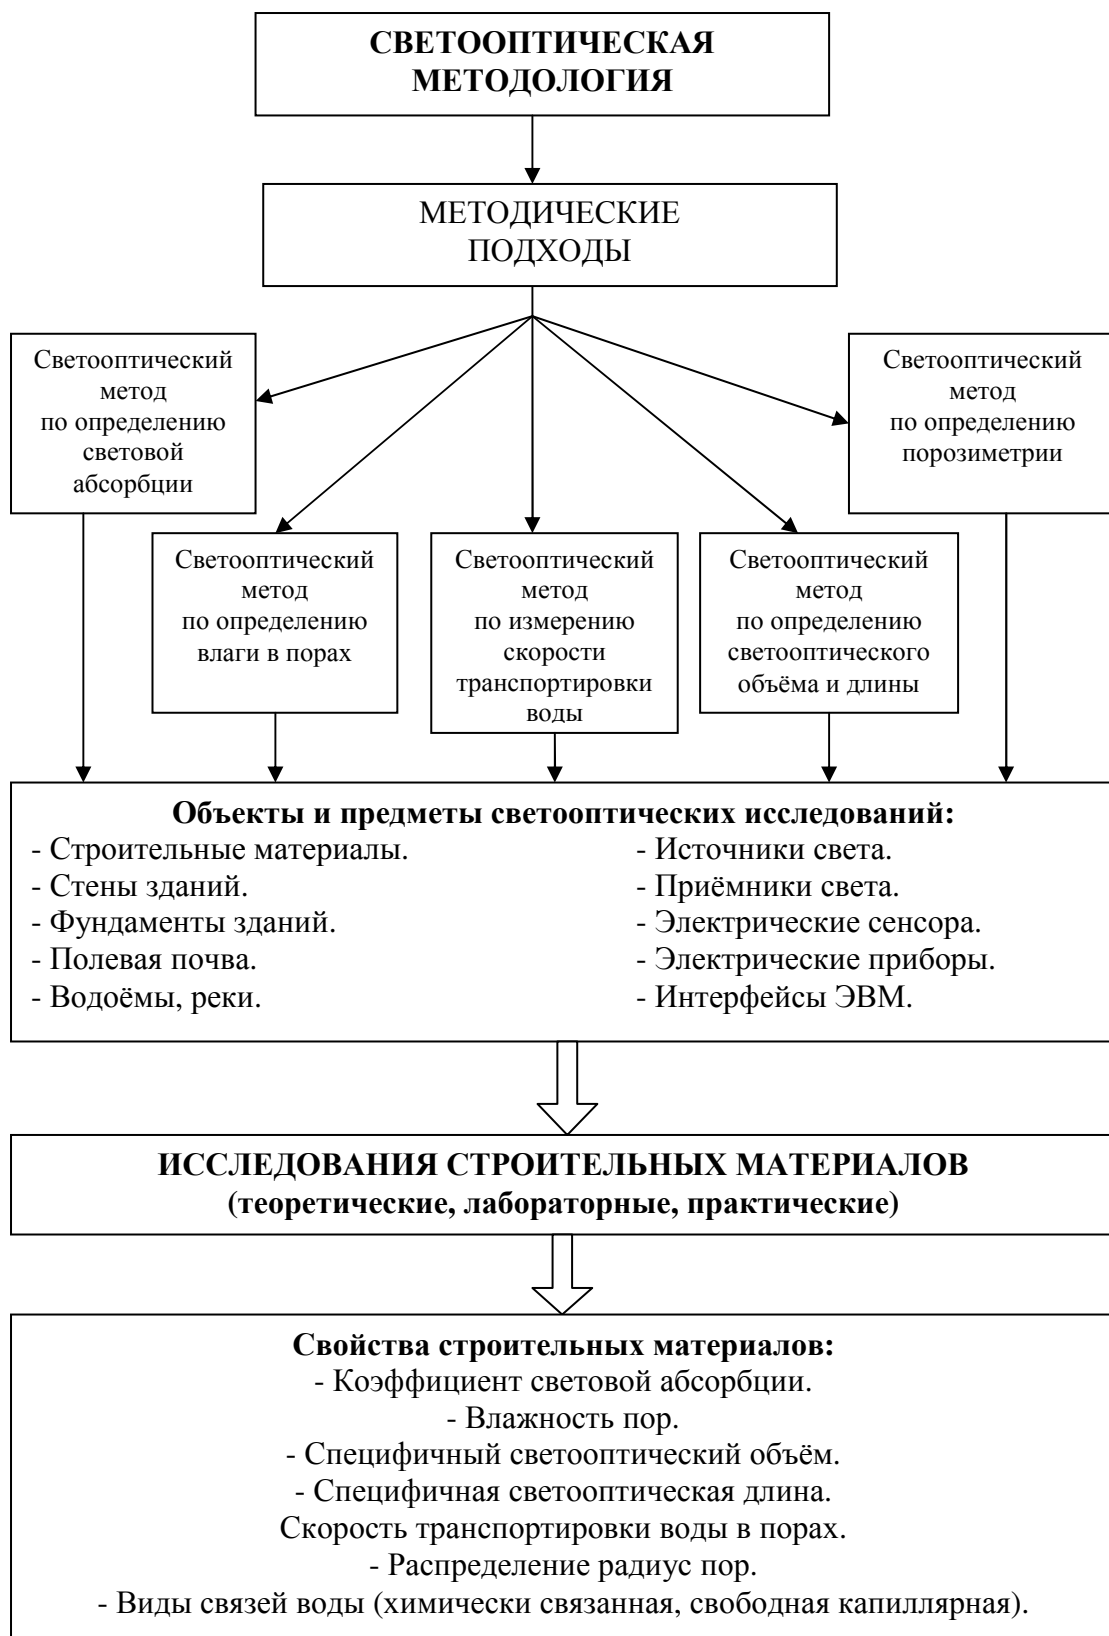 СВЕТООПТИЧЕСКАЯ
МЕТОДОЛОГИЯ
МЕТОДИЧЕСКИЕ
ПОДХОДЫ
Светооптический
метод
по определению
световой
абсорбции
Светооптический
метод
по определению
порозиметрии
Светооптический
метод
по определению
влаги в порах
Светооптический
метод
по измерению
скорости
транспортировки
воды
Светооптический
метод
по определению
светооптического
объёма и длины
Объекты и предметы светооптических исследований:
- Строительные материалы.
- Стены зданий.
- Фундаменты зданий.
- Полевая почва.
- Водоёмы, реки.
- Источники света.
- Приёмники света.
- Электрические сенсора.
- Электрические приборы.
- Интерфейсы ЭВМ.
ИССЛЕДОВАНИЯ СТРОИТЕЛЬНЫХ МАТЕРИАЛОВ
(теоретические, лабораторные, практические)
Свойства строительных материалов:
- Коэффициент световой абсорбции.
- Влажность пор.
- Специфичный светооптический объём.
- Специфичная светооптическая длина.
Скорость транспортировки воды в порах.
- Распределение радиус пор.
- Виды связей воды (химически связанная, свободная капиллярная).